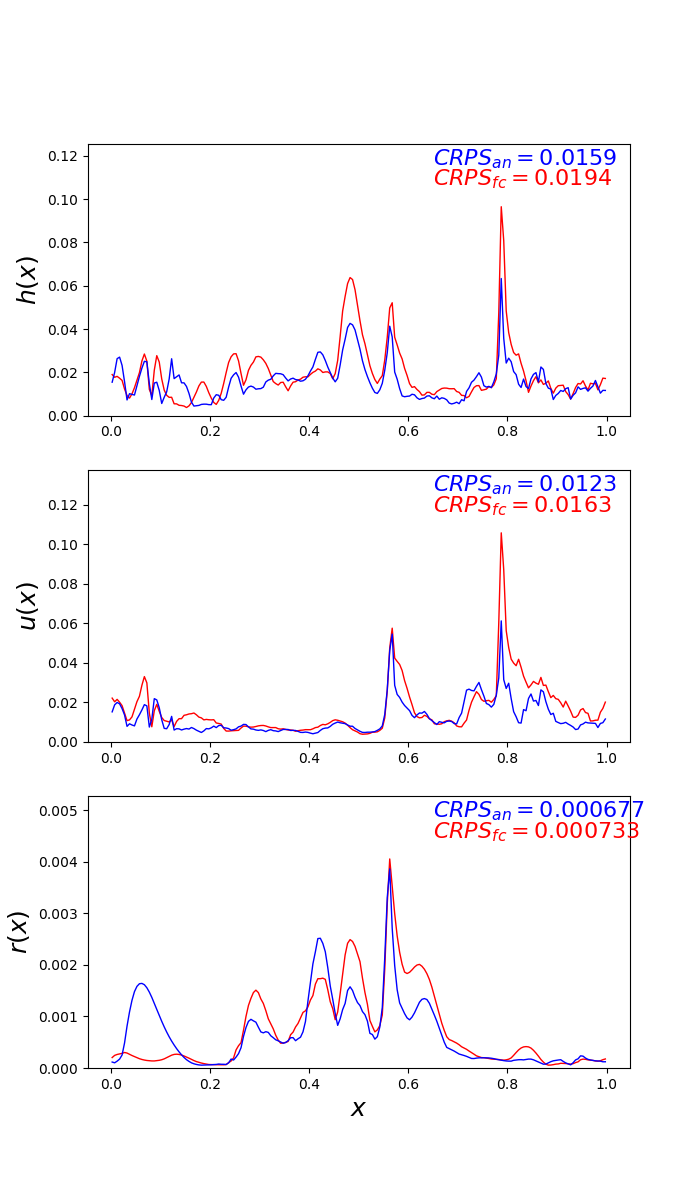 CRPS_an = 0.0159
CRPS_fc = 0.0194
h(x)
0.12
0.10
0.08
0.06
0.04
0.02
0.00
0.0 0.2 0.4 0.6 0.8 1.0
CRPS_an = 0.0123
CRPS_fc = 0.0163
u(x)
0.12
0.10
0.08
0.06
0.04
0.02
0.00
0.0 0.2 0.4 0.6 0.8 1.0
CRPS_an = 0.000677
CRPS_fc = 0.000733
r(x)
0.005
0.004
0.003
0.002
0.001
0.000
0.0 0.2 0.4 0.6 0.8 1.0
x